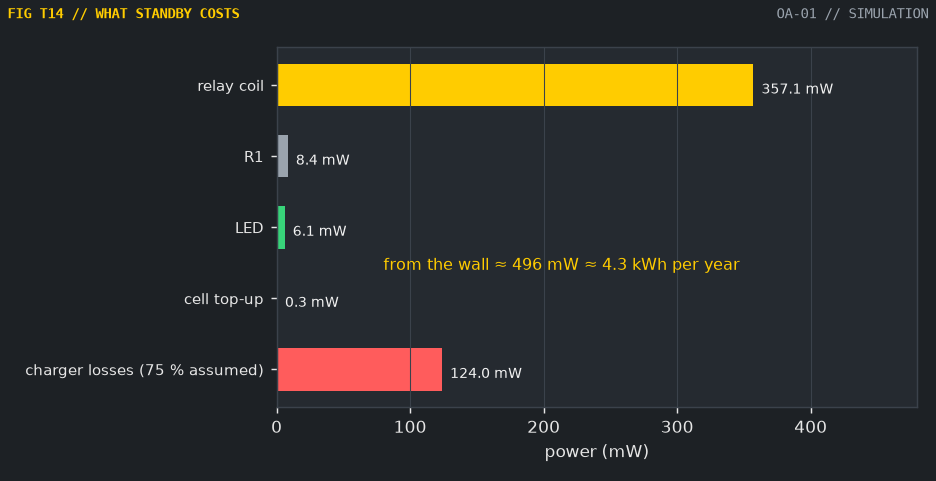 FIG T14 // WHAT STANDBY COSTS
OA-01 // SIMULATION
relay coil
357.1 mW
R1
8.4 mW
LED
6.1 mW
from the wall ≈ 496 mW ≈ 4.3 kWh per year
cell top-up
0.3 mW
charger losses (75 % assumed)
124.0 mW
0
100
200
300
400
power (mW)